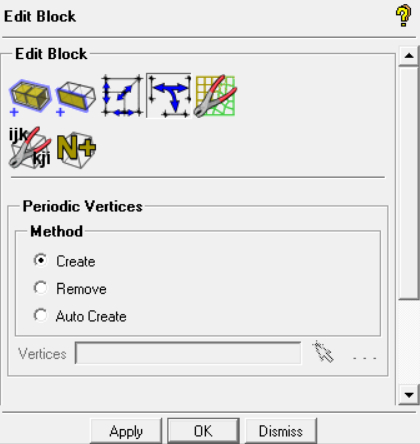 Edit Block
Edit Block
ijk
kji
N+
Periodic Vertices
Method
Create
Remove
Auto Create
Vertices
. . .
Apply OK Dismiss